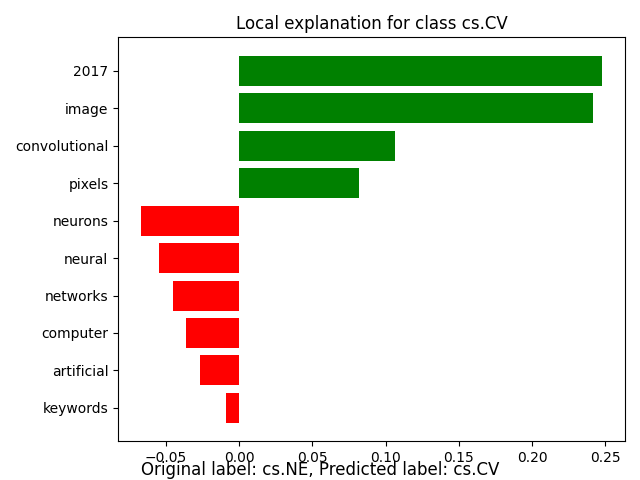 Local explanation for class cs.CV
2017
image
convolutional
pixels
neurons
neural
networks
computer
artificial
keywords
−0.05 0.00 0.05 0.10 0.15 0.20 0.25
Original label: cs.NE, Predicted label: cs.CV